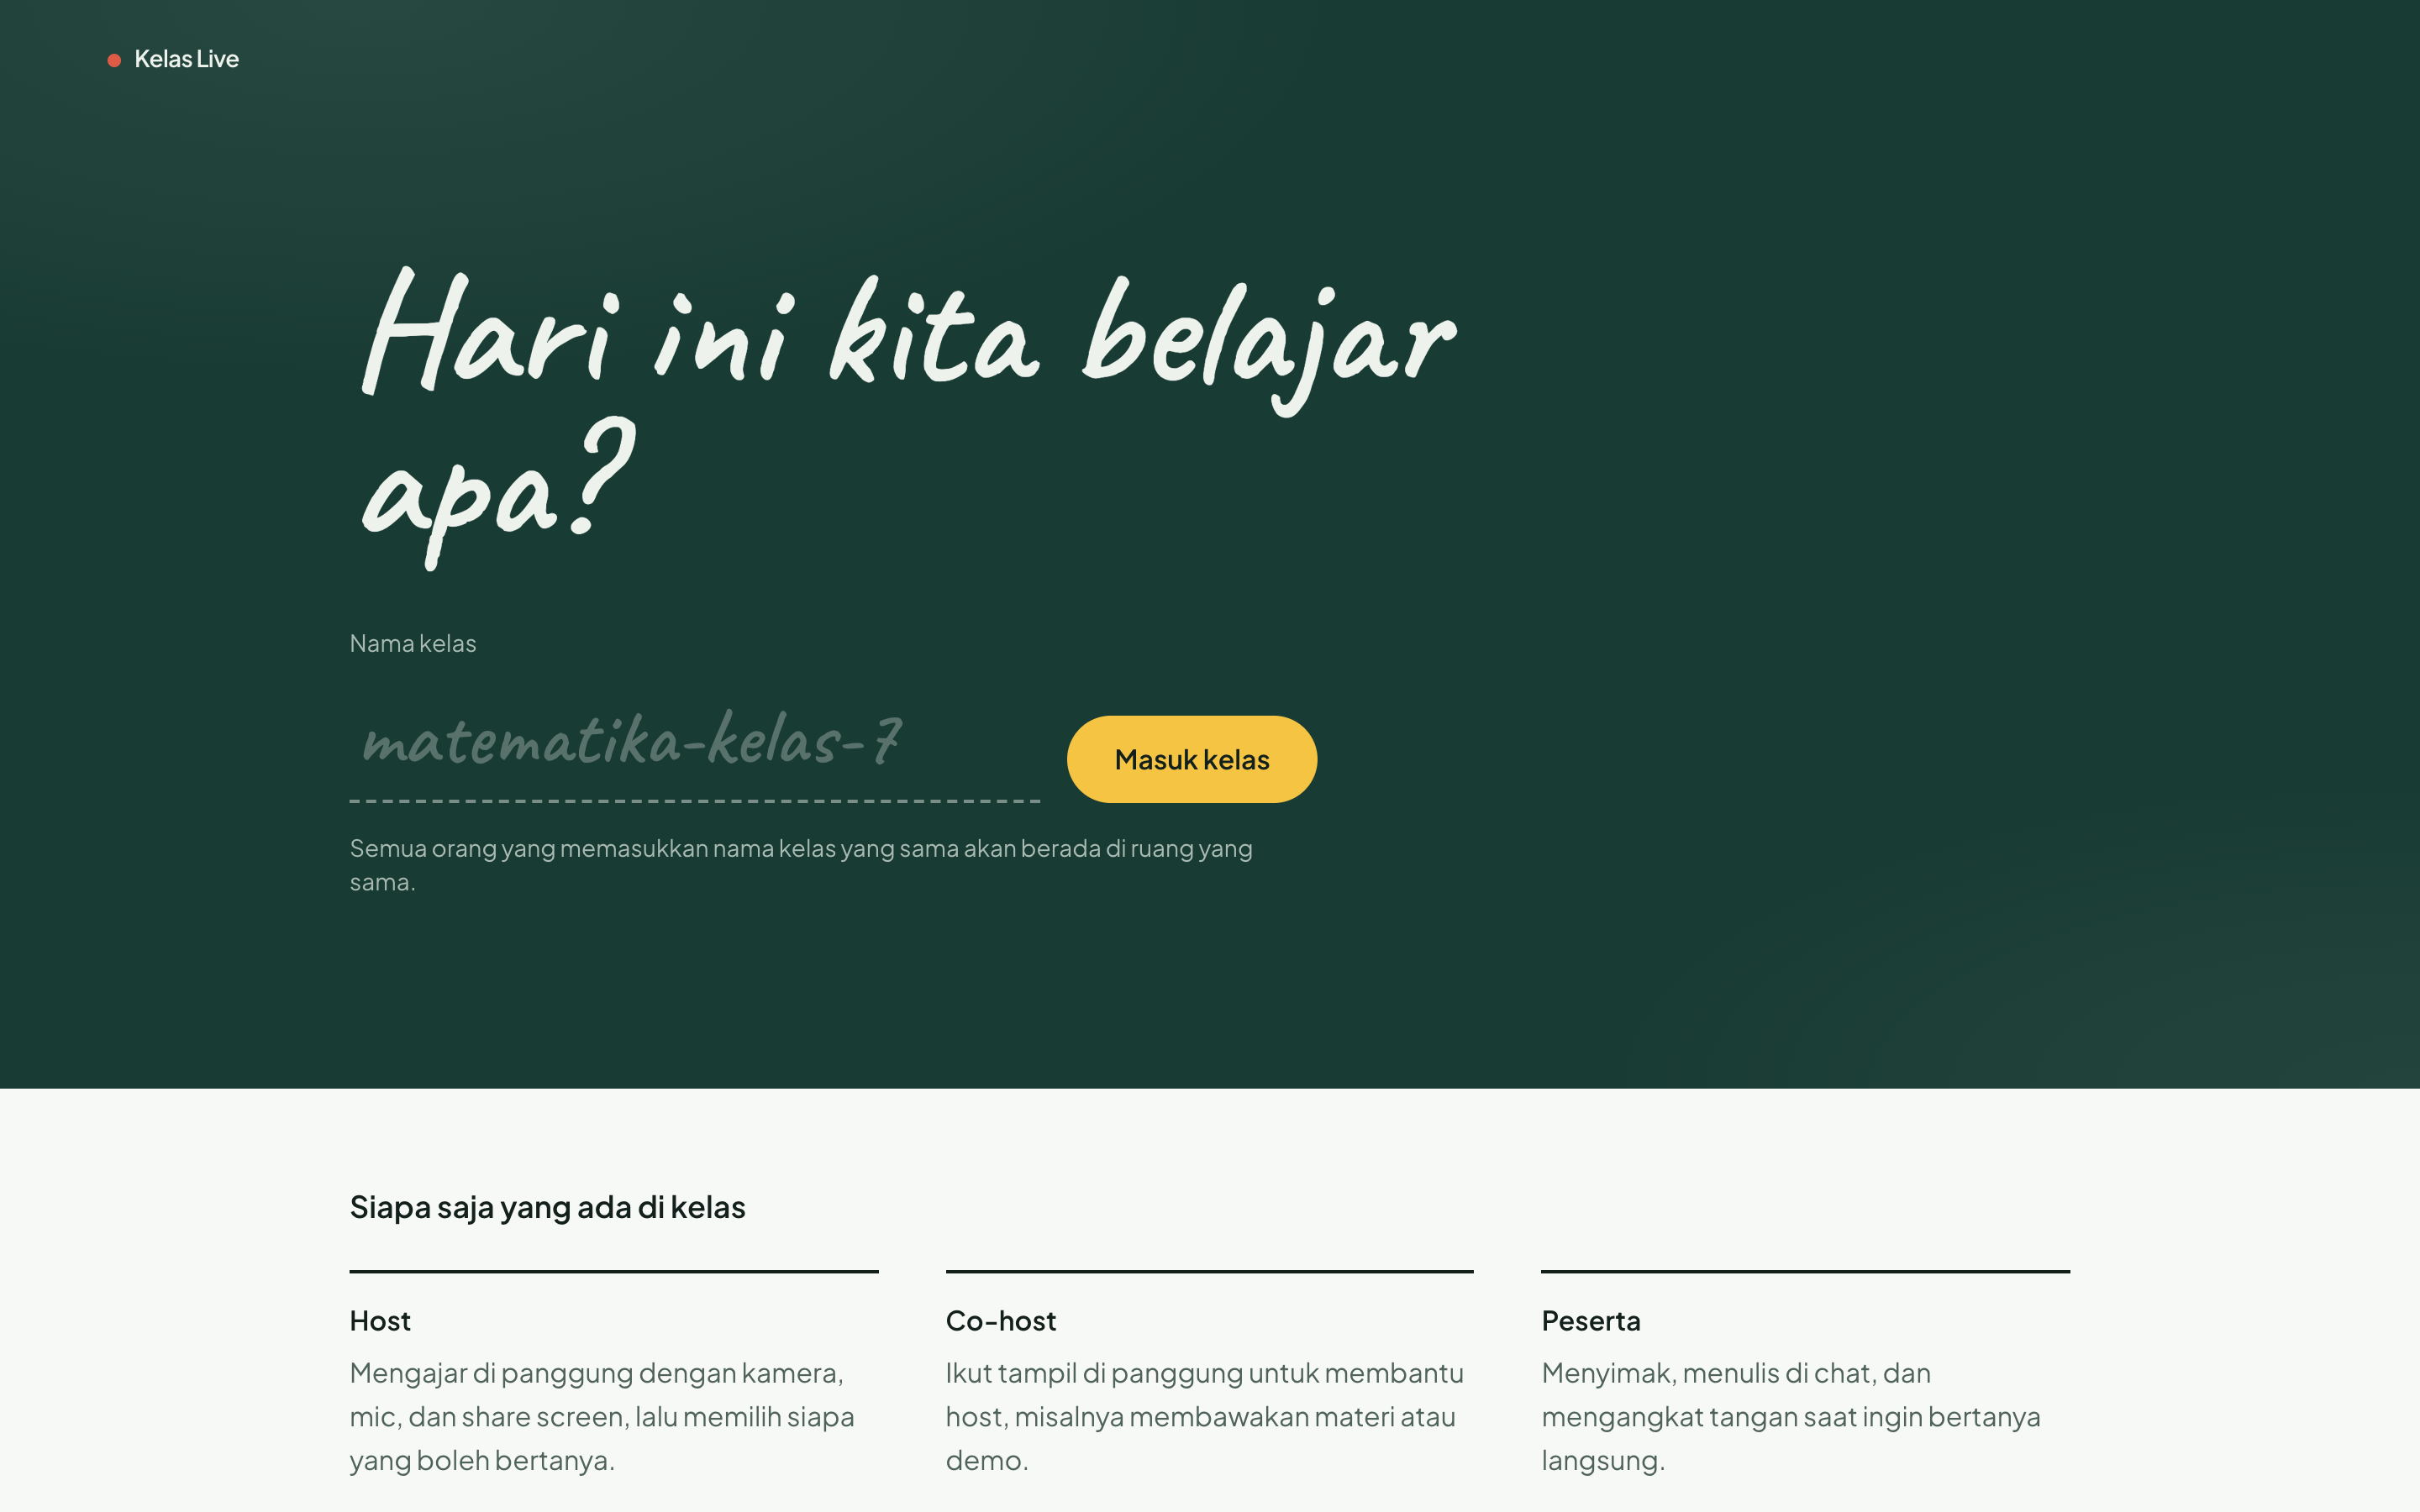 Kelas Live
Hari ini kita belajar
apa?
Nama kelas
matematika-kelas-7
Masuk kelas
Semua orang yang memasukkan nama kelas yang sama akan berada di ruang yang
sama.
Siapa saja yang ada di kelas
Host
Mengajar di panggung dengan kamera,
mic, dan share screen, lalu memilih siapa
yang boleh bertanya.
Co-host
Ikut tampil di panggung untuk membantu
host, misalnya membawakan materi atau
demo.
Peserta
Menyimak, menulis di chat, dan
mengangkat tangan saat ingin bertanya
langsung.